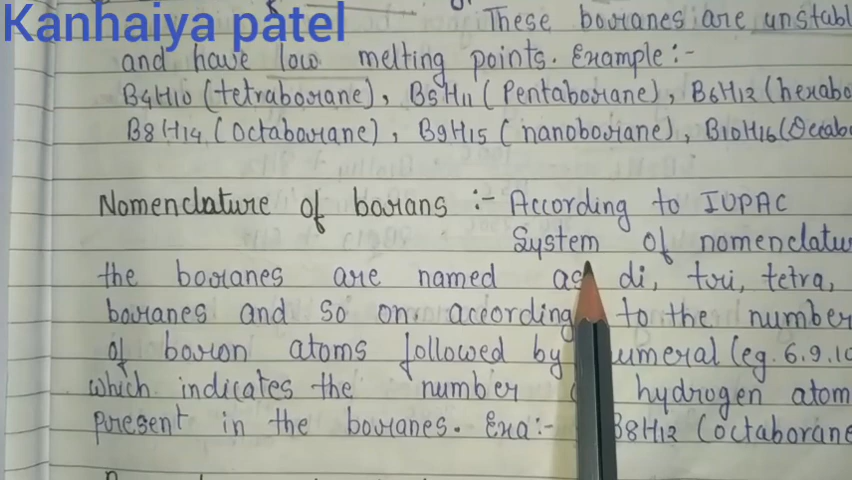 Kanhaiya patel
These boranes are unstabl
and have low melting points. Example:-
B4H10 (tetraborane), B5H11 (Pentaborane), B6H12 (hexabo
B8H14 (Octabarane), B9H15 (nanoborane), B10H16 (
Nomenclature of borans :- According to IUPAC
System of nomenclatu
the boranes are named as di, tri, tetra,
boranes and so on. according to the number
of boron atoms followed by umeral (eg. 6.9.10
which indicates the number hydrogen atom
present in the boranes. Exa:- B8H12 (octaborane